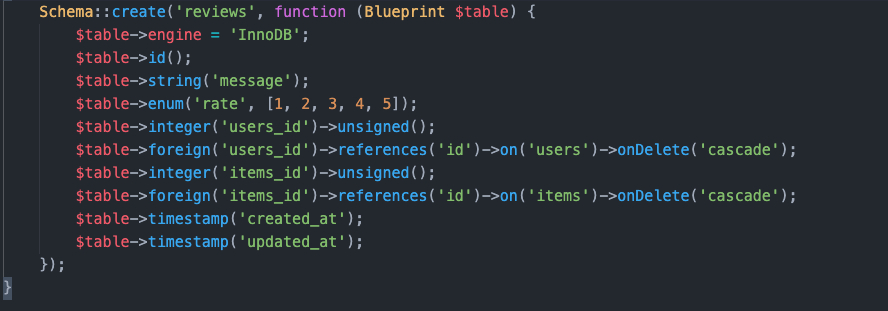 Schema::create('reviews', function (Blueprint $table) {
$table->engine = 'InnoDB';
$table->id();
$table->string('message');
$table->enum('rate', [1, 2, 3, 4, 5]);
$table->integer('users_id')->unsigned();
$table->foreign('users_id')->references('id')->on('users')->onDelete('cascade');
$table->integer('items_id')->unsigned();
$table->foreign('items_id')->references('id')->on('items')->onDelete('cascade');
$table->timestamp('created_at');
$table->timestamp('updated_at');
});
}